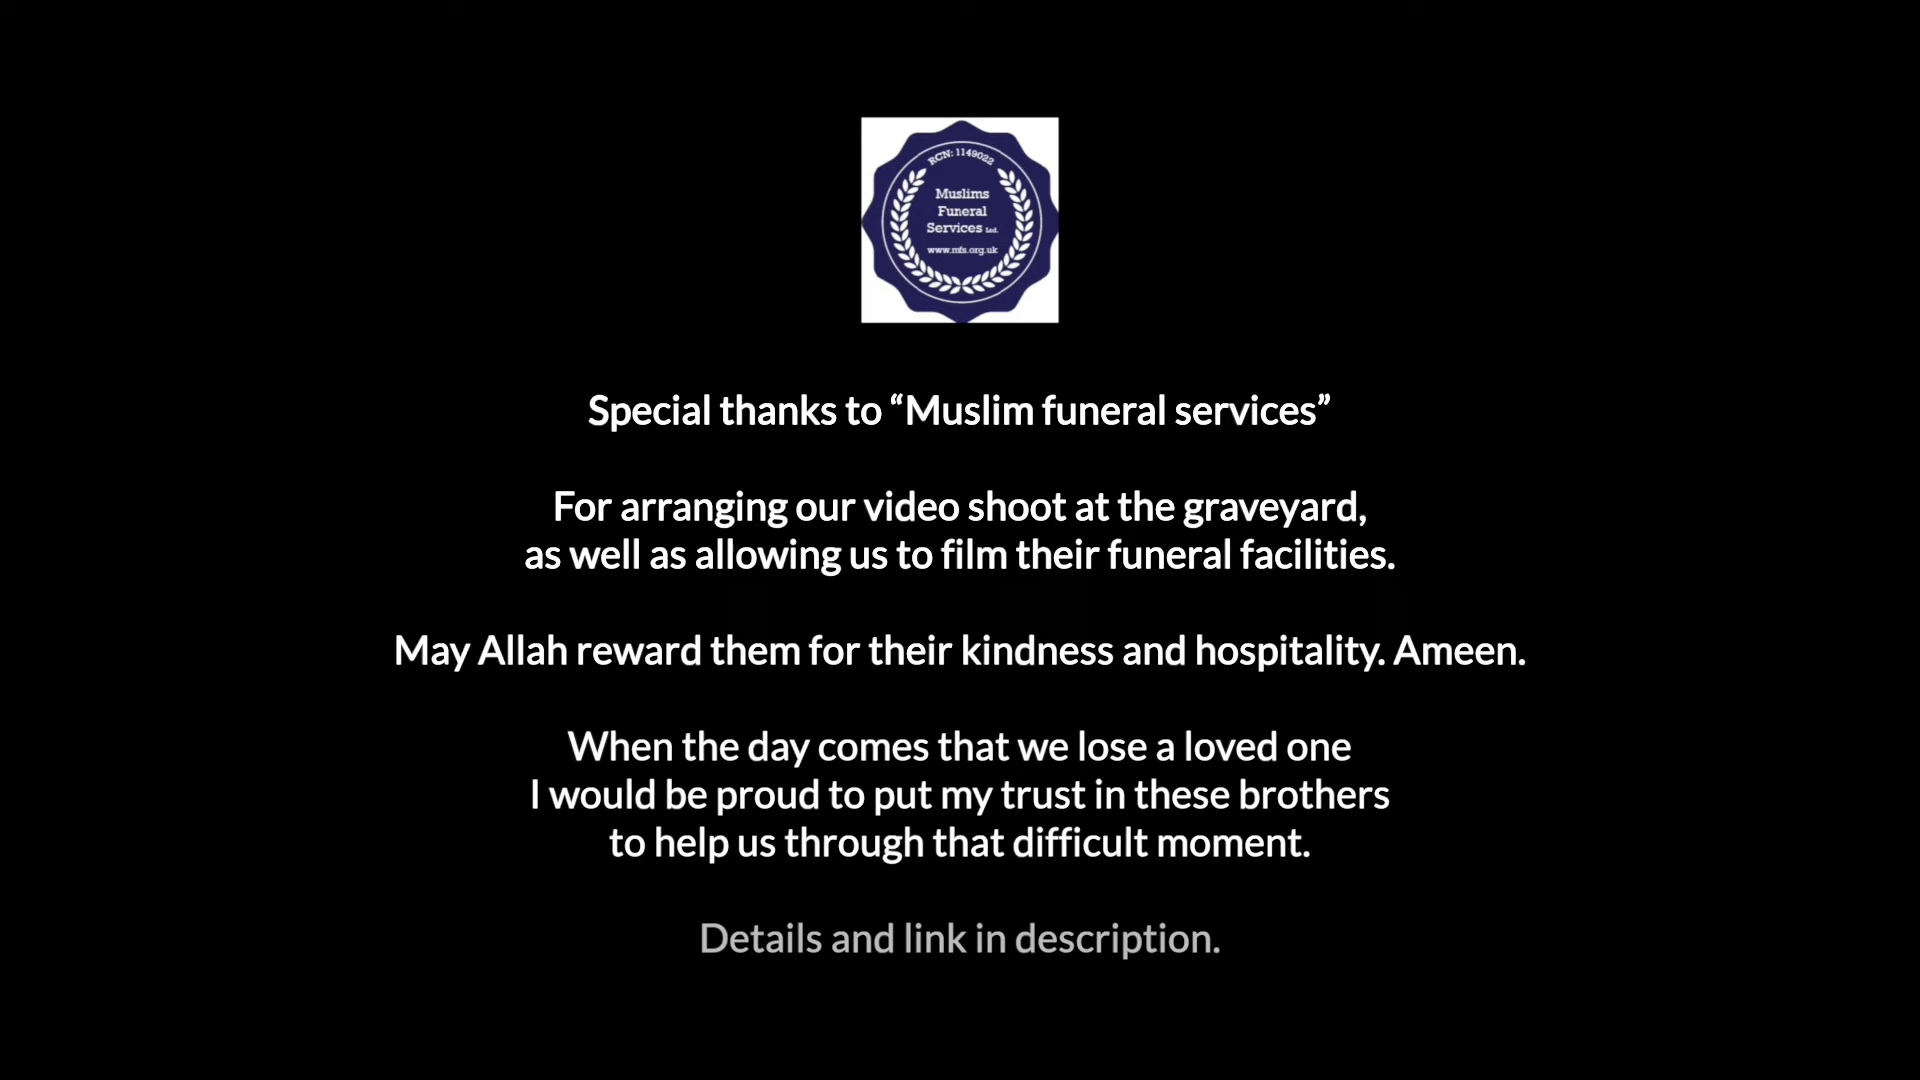 RCN: 1149022
Muslims
Funeral
Services Ltd.
www.mfs.org.uk
Special thanks to “Muslim funeral services”
For arranging our video shoot at the graveyard,
as well as allowing us to film their funeral facilities.
May Allah reward them for their kindness and hospitality. Ameen.
When the day comes that we lose a loved one
I would be proud to put my trust in these brothers
to help us through that difficult moment.
Details and link in description.